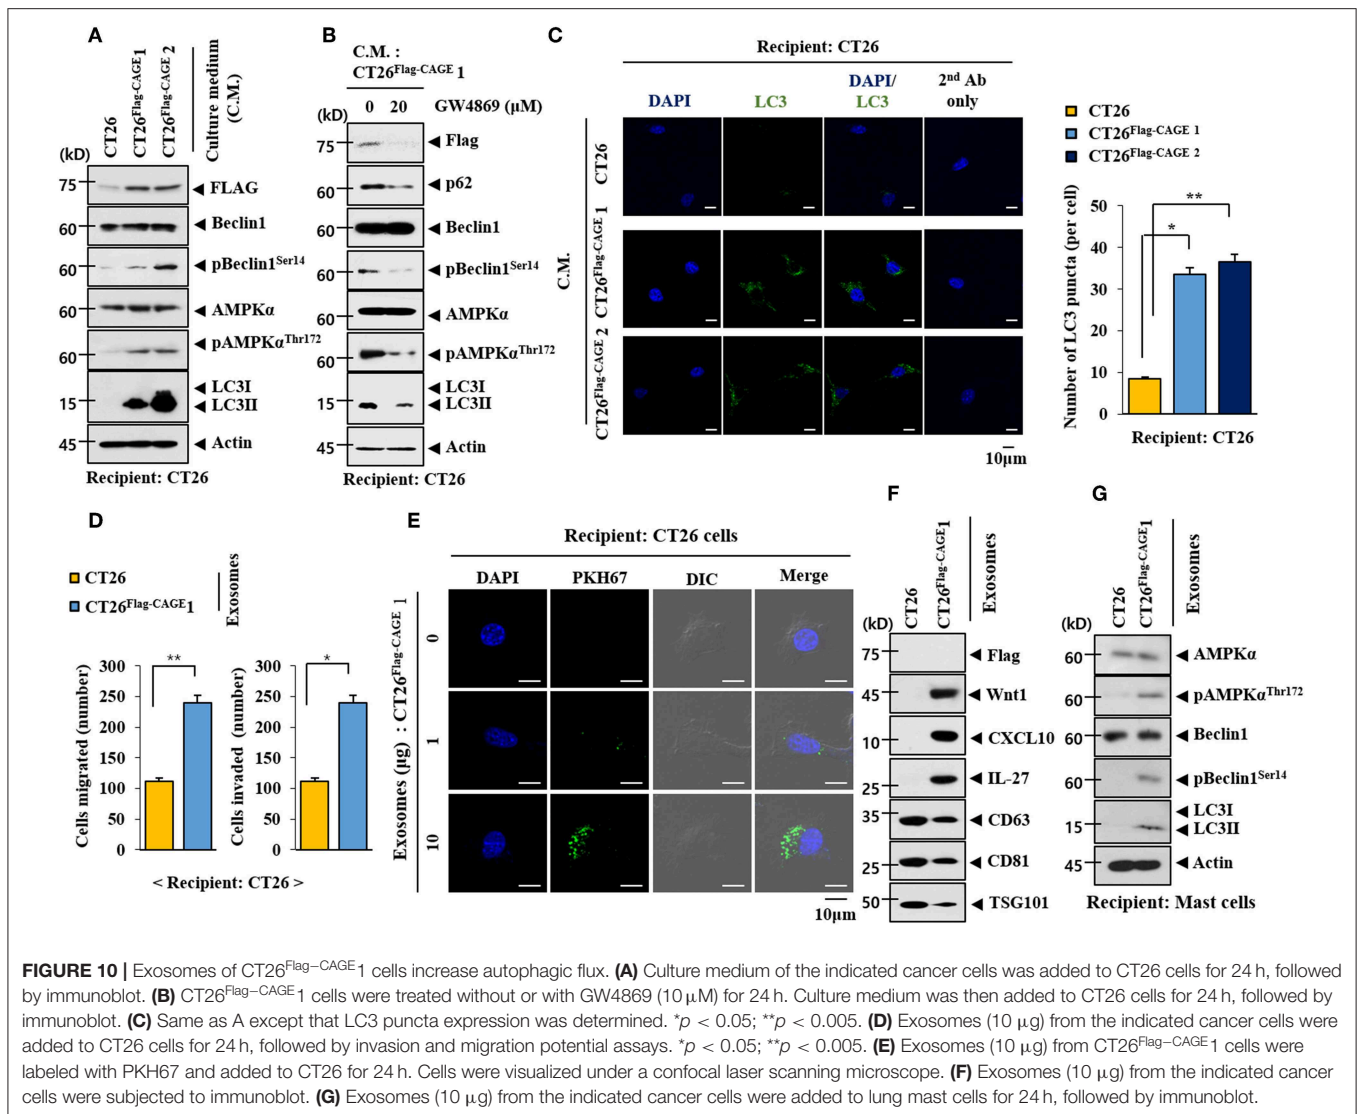 A
CT26
CT26Flag-CAGE1
CT26Flag-CAGE 2
Culture medium
(C.M.)
(kD)
75
FLAG
60
Beclin1
60
pBeclin1Ser14
60
AMPKα
60
pAMPKαThr172
15
LC3I
LC3II
45
Actin
Recipient: CT26
B
C.M. :
CT26Flag-CAGE 1
0 20 GW4869 (μM)
(kD)
75
Flag
60
p62
60
Beclin1
60
pBeclin1Ser14
60
AMPKα
60
pAMPKαThr172
15
LC3I
LC3II
45
Actin
Recipient: CT26
C
Recipient: CT26
DAPI
LC3
DAPI/
LC3
2nd Ab
only
C.M.
CT26
CT26Flag-CAGE 1
CT26Flag-CAGE 2
10μm
CT26
CT26Flag-CAGE 1
CT26Flag-CAGE 2
Number of LC3 puncta (per cell)
50
40
30
20
10
0
*
**
Recipient: CT26
D
CT26
CT26Flag-CAGE1
Exosomes
Cells migrated (number)
300
250
200
150
100
50
0
**
Cells invaded (number)
300
250
200
150
100
50
0
*
< Recipient: CT26 >
E
Recipient: CT26 cells
DAPI PKH67 DIC Merge
Exosomes (μg) : CT26Flag-CAGE 1
0
1
10
10μm
F
CT26
CT26Flag-CAGE1
Exosomes
(kD)
75
Flag
45
Wnt1
10
CXCL10
25
IL-27
35
CD63
25
CD81
50
TSG101
G
CT26
CT26Flag-CAGE1
Exosomes
(kD)
60
AMPKα
60
pAMPKαThr172
60
Beclin1
60
pBeclin1Ser14
15
LC3I
LC3II
45
Actin
Recipient: Mast cells
FIGURE 10 | Exosomes of CT26Flag−CAGE1 cells increase autophagic flux. (A) Culture medium of the indicated cancer cells was added to CT26 cells for 24 h, followed
by immunoblot. (B) CT26Flag−CAGE1 cells were treated without or with GW4869 (10 μM) for 24 h. Culture medium was then added to CT26 cells for 24 h, followed by
immunoblot. (C) Same as A except that LC3 puncta expression was determined. *p < 0.05; **p < 0.005. (D) Exosomes (10 μg) from the indicated cancer cells were
added to CT26 cells for 24 h, followed by invasion and migration potential assays. *p < 0.05; **p < 0.005. (E) Exosomes (10 μg) from CT26Flag−CAGE1 cells were
labeled with PKH67 and added to CT26 for 24 h. Cells were visualized under a confocal laser scanning microscope. (F) Exosomes (10 μg) from the indicated cancer
cells were subjected to immunoblot. (G) Exosomes (10 μg) from the indicated cancer cells were added to lung mast cells for 24 h, followed by immunoblot.